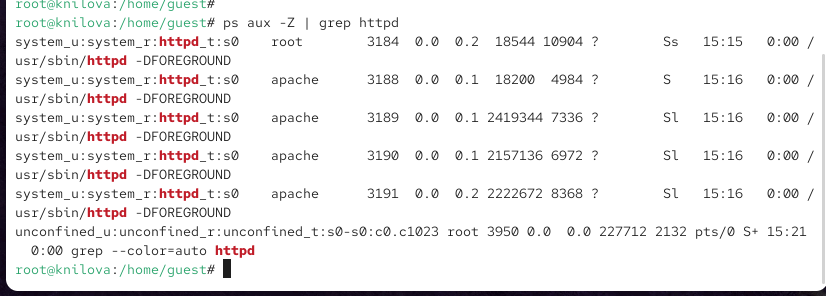 root@knilova:/home/guest#
root@knilova:/home/guest# ps aux -Z | grep httpd
system_u:system_r:httpd_t:s0    root        3184  0.0  0.2  18544 10904 ?        Ss   15:15   0:00 /
usr/sbin/httpd -DFOREGROUND
system_u:system_r:httpd_t:s0    apache      3188  0.0  0.1  18200  4984 ?        S    15:16   0:00 /
usr/sbin/httpd -DFOREGROUND
system_u:system_r:httpd_t:s0    apache      3189  0.0  0.1 2419344 7336 ?        Sl   15:16   0:00 /
usr/sbin/httpd -DFOREGROUND
system_u:system_r:httpd_t:s0    apache      3190  0.0  0.1 2157136 6972 ?        Sl   15:16   0:00 /
usr/sbin/httpd -DFOREGROUND
system_u:system_r:httpd_t:s0    apache      3191  0.0  0.2 2222672 8368 ?        Sl   15:16   0:00 /
usr/sbin/httpd -DFOREGROUND
unconfined_u:unconfined_r:unconfined_t:s0-s0:c0.c1023 root 3950 0.0  0.0 227712 2132 pts/0 S+ 15:21
  0:00 grep --color=auto httpd
root@knilova:/home/guest#